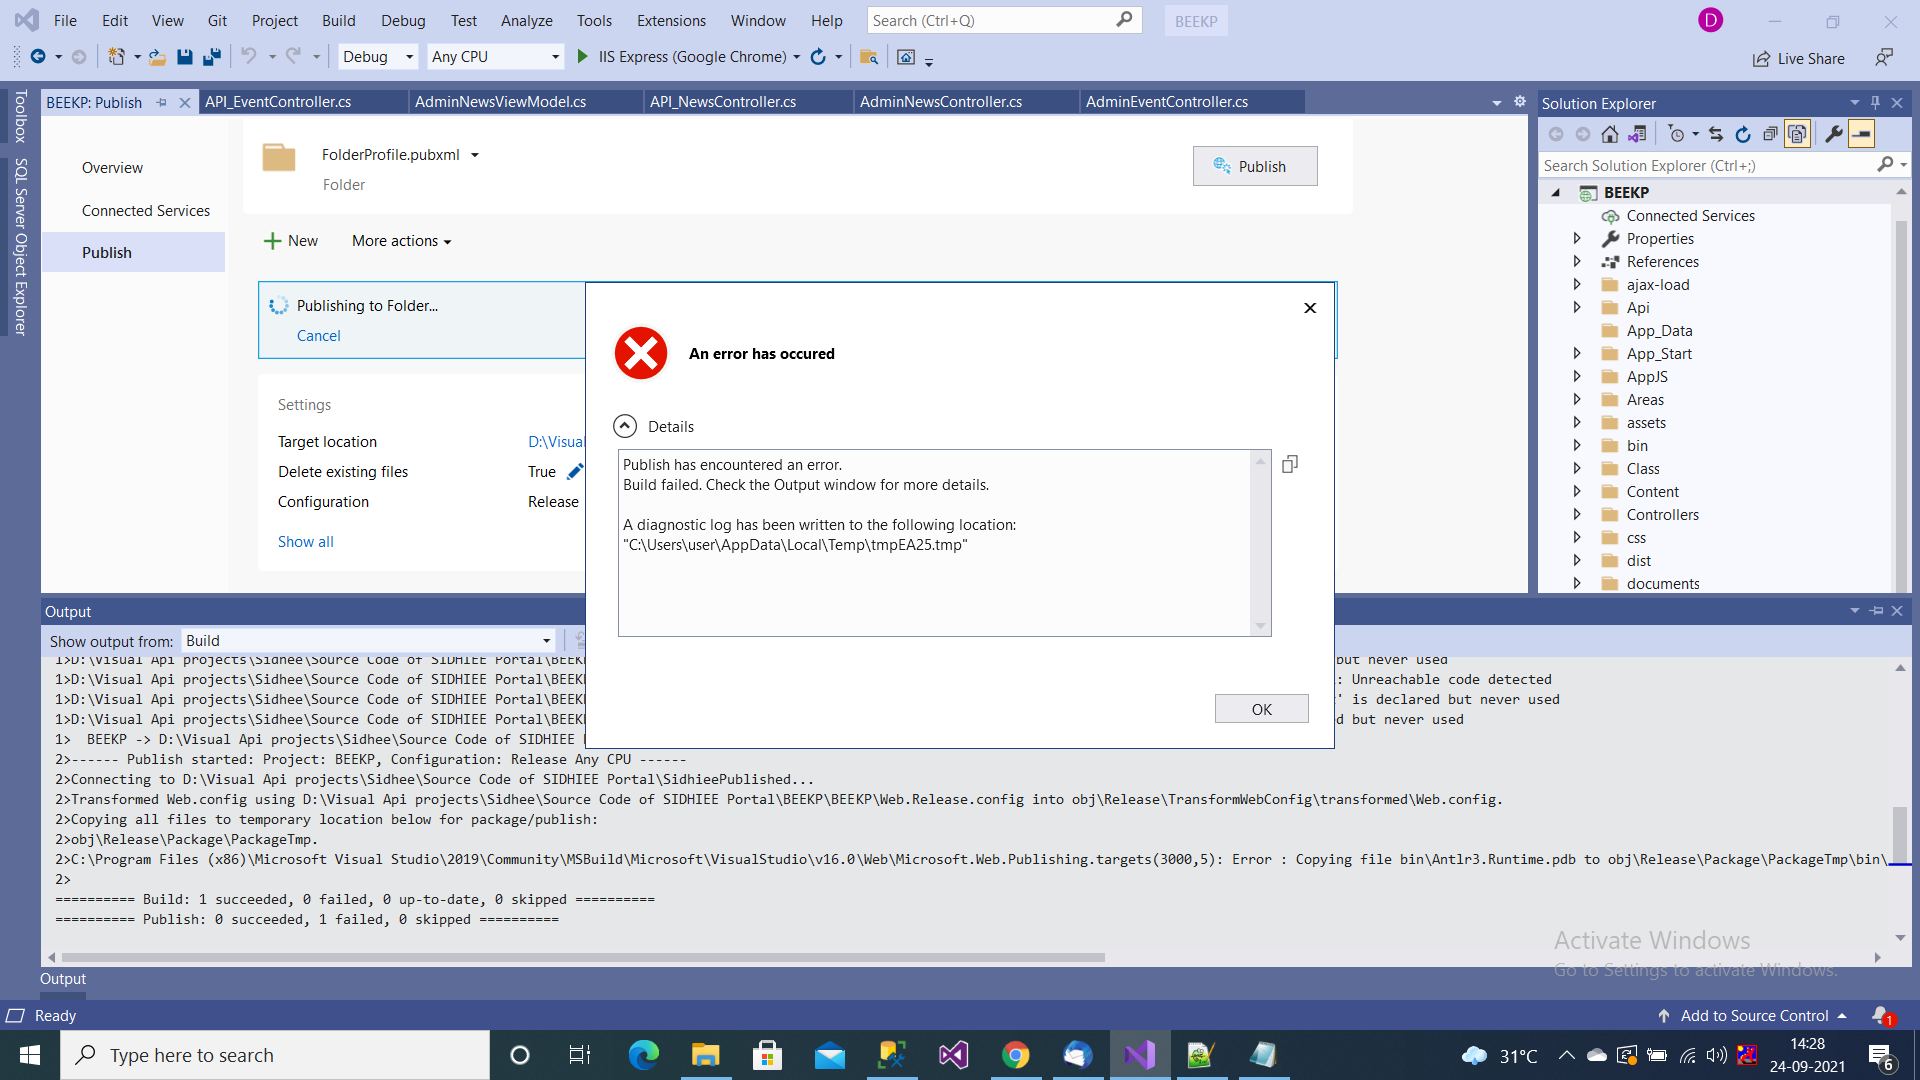 File Edit View Git Project Build Debug Test Analyze Tools Extensions Window Help Search (Ctrl+Q) BEEKP D
Debug Any CPU IIS Express (Google Chrome) Live Share
Toolbox
SQL Server Object Explorer
BEEKP: Publish API_EventController.cs AdminNewsViewModel.cs API_NewsController.cs AdminNewsController.cs AdminEventController.cs
Overview
Connected Services
Publish
FolderProfile.pubxml
Folder
Publish
New More actions
Publishing to Folder...
Cancel
Settings
Target location D:\Visual
Delete existing files True
Configuration Release
Show all
An error has occured
Details
Publish has encountered an error.
Build failed. Check the Output window for more details.
A diagnostic log has been written to the following location:
"C:\Users\user\AppData\Local\Temp\tmpEA25.tmp"
OK
Solution Explorer
Search Solution Explorer (Ctrl+;)
BEEKP
Connected Services
Properties
References
ajax-load
Api
App_Data
App_Start
AppJS
Areas
assets
bin
Class
Content
Controllers
css
dist
documents
Output
Show output from: Build
1>D:\Visual Api projects\Sidhee\Source Code of SIDHIEE Portal\BEEK but never used
1>D:\Visual Api projects\Sidhee\Source Code of SIDHIEE Portal\BEEK : Unreachable code detected
1>D:\Visual Api projects\Sidhee\Source Code of SIDHIEE Portal\BEEK ' is declared but never used
1>D:\Visual Api projects\Sidhee\Source Code of SIDHIEE Portal\BEEK d but never used
1> BEEKP -> D:\Visual Api projects\Sidhee\Source Code of SIDHIEE
2>------ Publish started: Project: BEEKP, Configuration: Release Any CPU ------
2>Connecting to D:\Visual Api projects\Sidhee\Source Code of SIDHIEE Portal\SidhieePublished...
2>Transformed Web.config using D:\Visual Api projects\Sidhee\Source Code of SIDHIEE Portal\BEEKP\BEEKP\Web.Release.config into obj\Release\TransformWebConfig\transformed\Web.config.
2>Copying all files to temporary location below for package/publish:
2>obj\Release\Package\PackageTmp.
2>C:\Program Files (x86)\Microsoft Visual Studio\2019\Community\MSBuild\Microsoft\VisualStudio\v16.0\Web\Microsoft.Web.Publishing.targets(3000,5): Error : Copying file bin\Antlr3.Runtime.pdb to obj\Release\Package\PackageTmp\bin\
2>
========== Build: 1 succeeded, 0 failed, 0 up-to-date, 0 skipped ==========
========== Publish: 0 succeeded, 1 failed, 0 skipped ==========
Activate Windows
Go to Settings to activate Windows.
Output
Ready Add to Source Control 1
Type here to search 31°C 14:28
24-09-2021 6